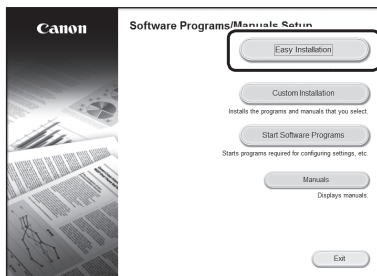 Canon
Software Programs/Manuals Setup
Easy Installation
Custom Installation
Installs the programs and manuals that you select.
Start Software Programs
Starts programs required for configuring settings, etc.
Manuals
Displays manuals.
Exit